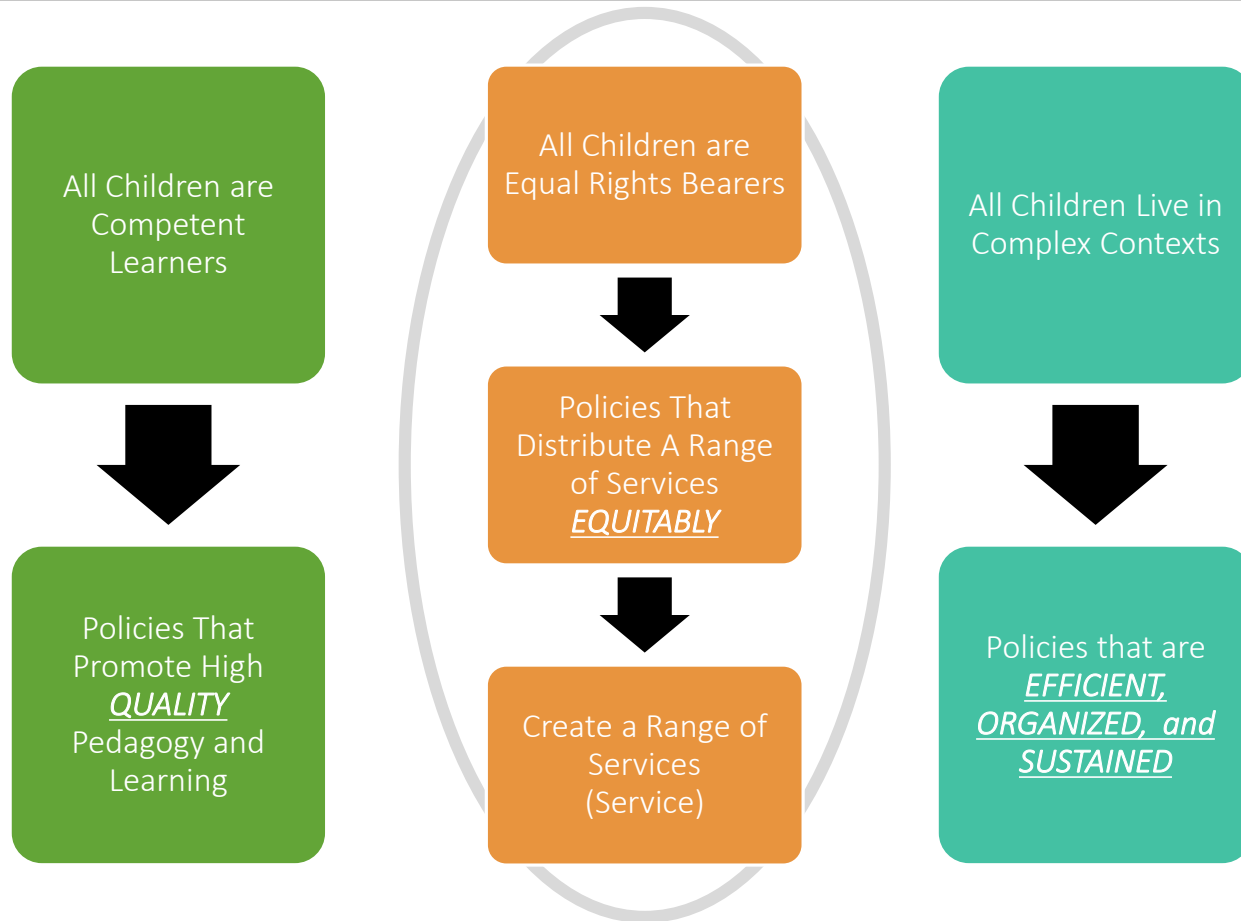 All Children are
Competent
Learners
Policies That
Promote High
QUALITY
Pedagogy and
Learning
All Children are
Equal Rights Bearers
Policies That
Distribute A Range
of Services
EQUITABLY
Create a Range of
Services
(Service)
All Children Live in
Complex Contexts
Policies that are
EFFICIENT,
ORGANIZED, and
SUSTAINED